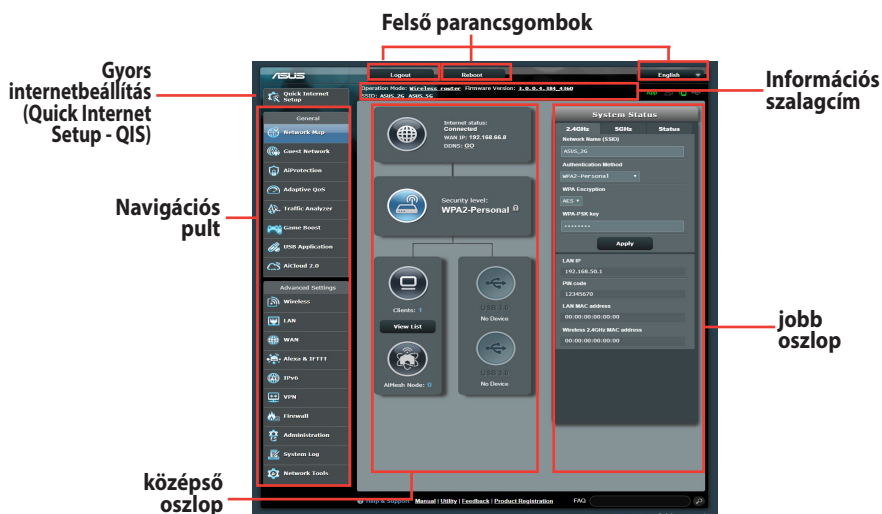 Felső parancsgombok
Gyors
internetbeállítás
(Quick Internet
Setup - QIS)
Navigációs
pult
Információs
szalagcím
jobb
oszlop
középső
oszlop
ASUS
Logout
Reboot
English
Quick Internet
Setup
Operation Mode: Wireless router Firmware Version: 3.0.0.4.384_4360
SSID: ASUS_2G ASUS_5G
App
General
Network Map
Guest Network
AiProtection
Adaptive QoS
Traffic Analyzer
Game Boost
USB Application
AiCloud 2.0
Advanced Settings
Wireless
LAN
WAN
Alexa & IFTTT
IPv6
VPN
Firewall
Administration
System Log
Network Tools
Internet status:
Connected
WAN IP: 192.168.66.8
DDNS: GO
Security level:
WPA2-Personal
Clients: 1
View List
AiMesh Node: 0
USB 3.0
No Device
USB 3.0
No Device
System Status
2.4GHz 5GHz Status
Network Name (SSID)
ASUS_2G
Authentication Method
WPA2-Personal
WPA Encryption
AES
WPA-PSK key
••••••••
Apply
LAN IP
192.168.50.1
PIN code
12345670
LAN MAC address
00:00:00:00:00:00
Wireless 2.4GHz MAC address
00:00:00:00:00:00
Help & Support Manual | Utility | Feedback | Product Registration FAQ